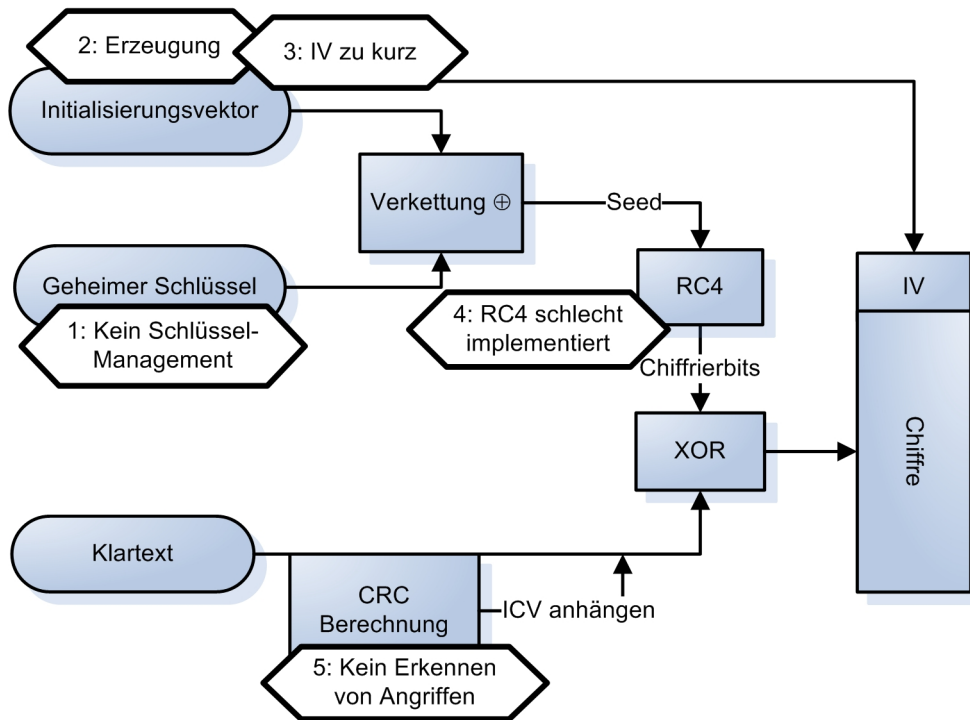 2: Erzeugung
3: IV zu kurz
Initialisierungsvektor
Verkettung ⊕
Seed
Geheimer Schlüssel
RC4
IV
1: Kein Schlüssel-
Management
4: RC4 schlecht
implementiert
Chiffrierbits
XOR
Chiffre
Klartext
CRC
Berechnung
ICV anhängen
5: Kein Erkennen
von Angriffen